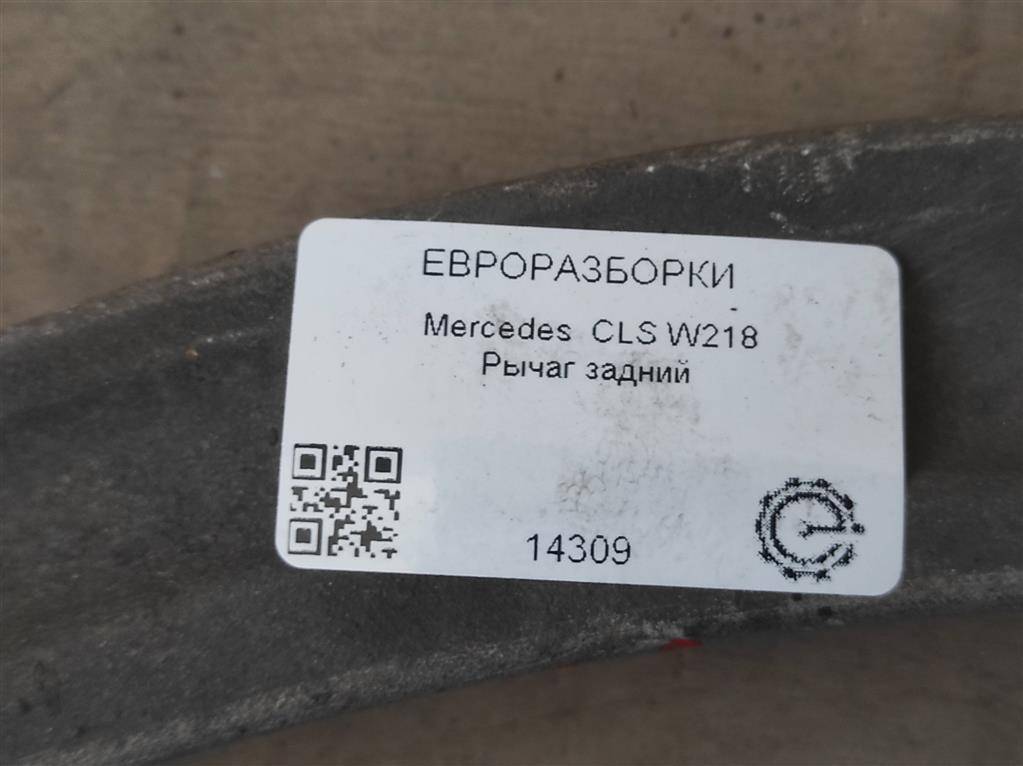 ЕВРОРАЗБОРКИ
Mercedes CLS W218
Рычаг задний
14309